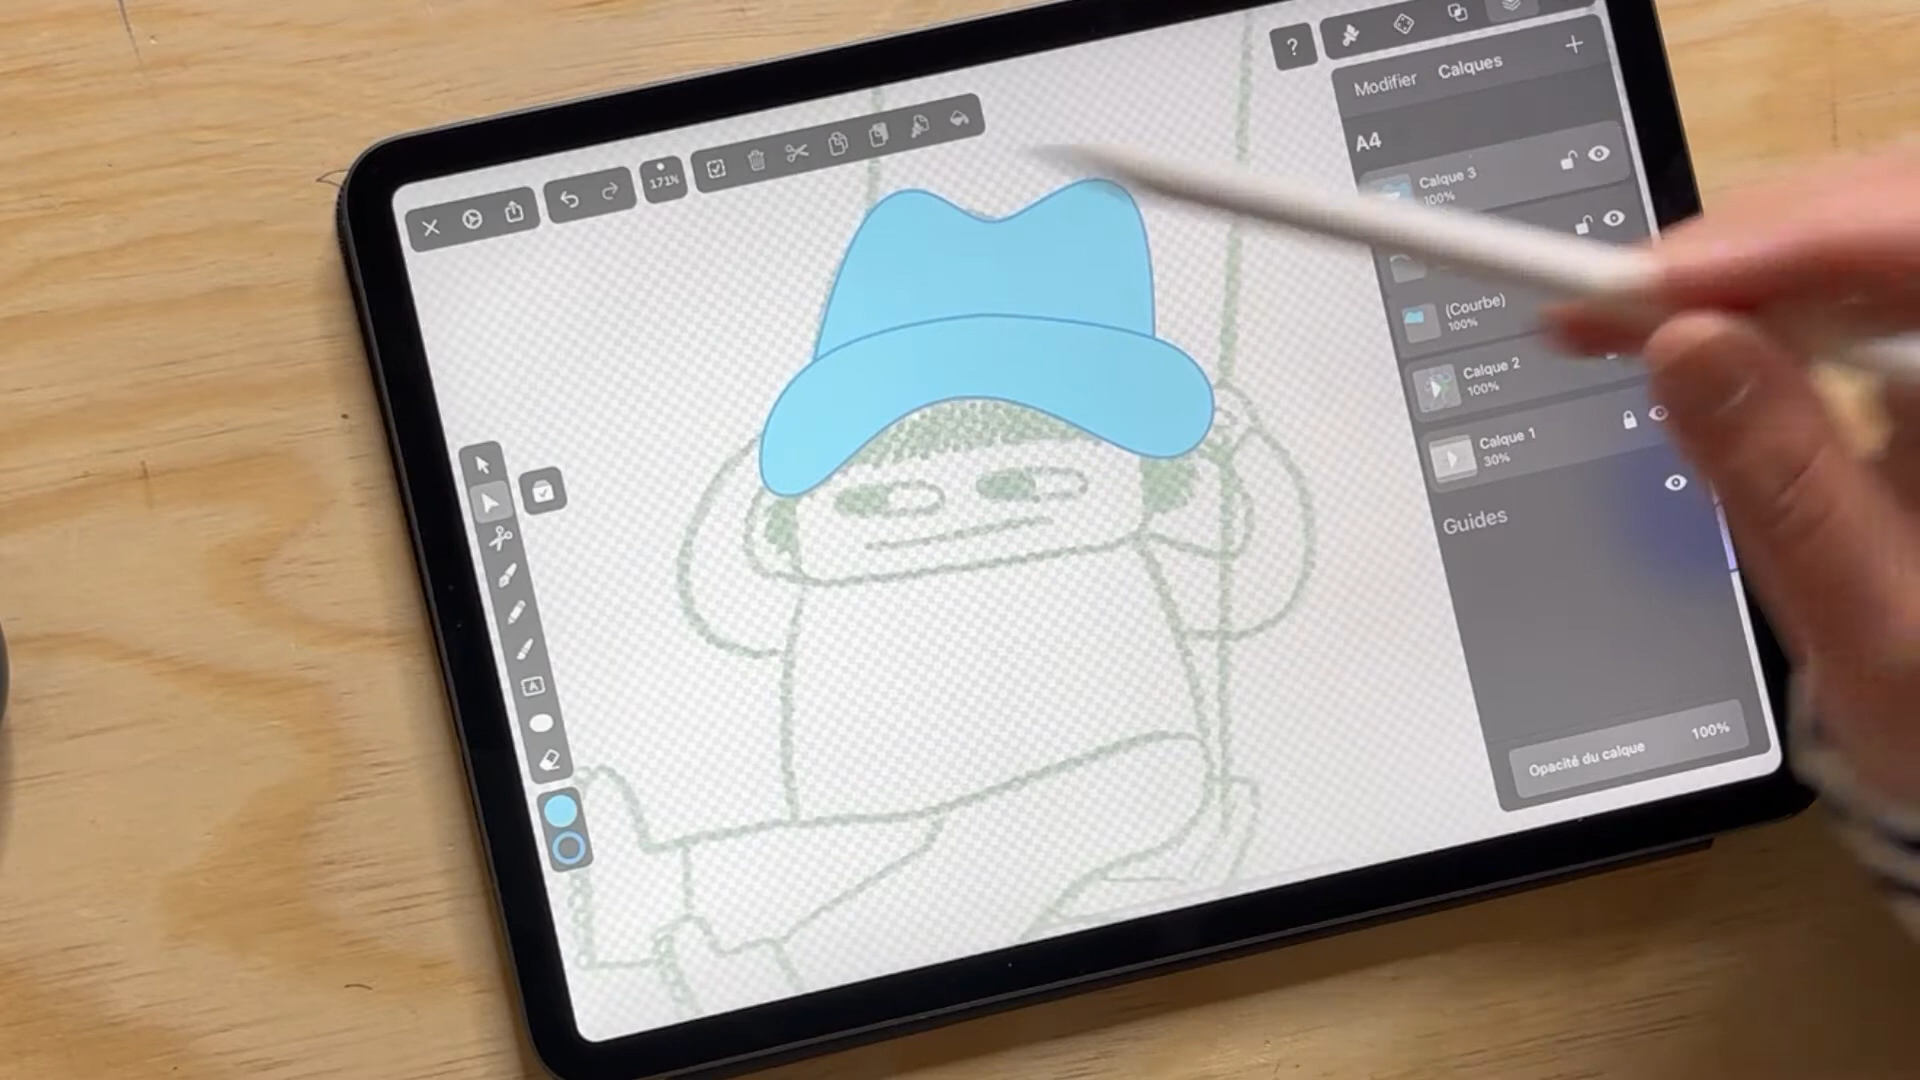 ?
Modifier Calques
A4
171%
Calque 3
100%
(Courbe)
100%
Calque 2
100%
Calque 1
30%
Guides
A
Opacité du calque 100%